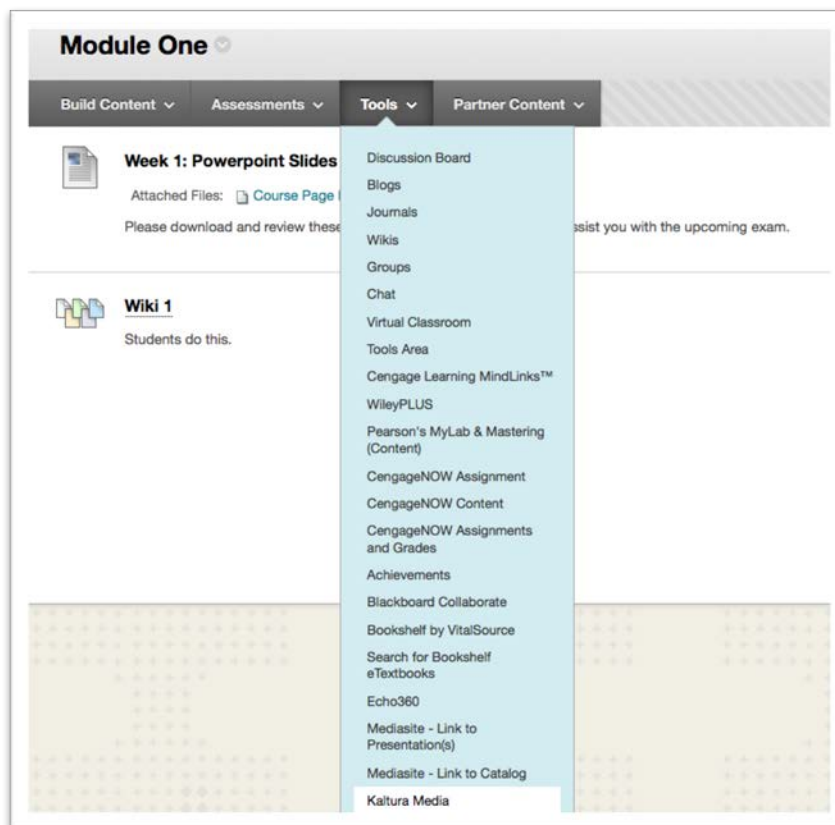 Module One
Build Content Assessments Tools Partner Content
Week 1: Powerpoint Slides
Attached Files: Course Page
Please download and review these
ssist you with the upcoming exam.
Wiki 1
Students do this.
Discussion Board
Blogs
Journals
Wikis
Groups
Chat
Virtual Classroom
Tools Area
Cengage Learning MindLinks™
WileyPLUS
Pearson's MyLab & Mastering
(Content)
CengageNOW Assignment
CengageNOW Content
CengageNOW Assignments
and Grades
Achievements
Blackboard Collaborate
Bookshelf by VitalSource
Search for Bookshelf
eTextbooks
Echo360
Mediasite - Link to
Presentation(s)
Mediasite - Link to Catalog
Kaltura Media